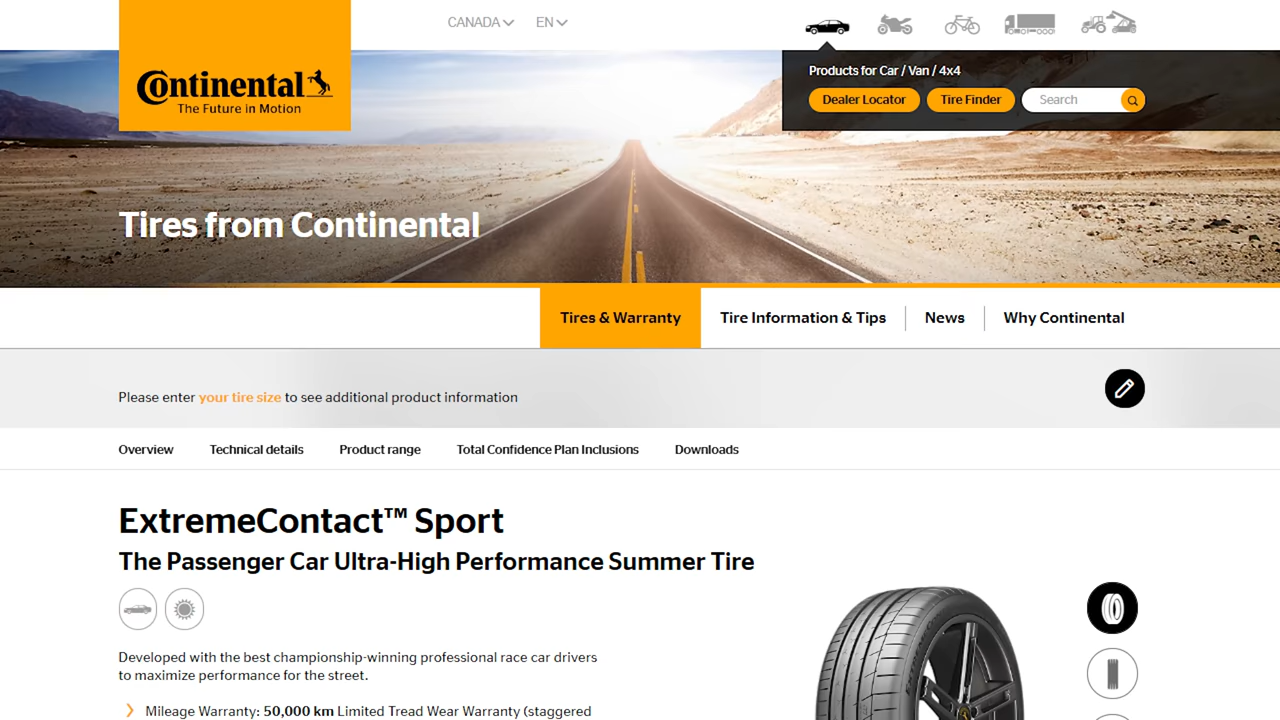 CANADA EN
Continental
The Future in Motion
Products for Car / Van / 4x4
Dealer Locator Tire Finder Search
Tires from Continental
Tires & Warranty Tire Information & Tips News Why Continental
Please enter your tire size to see additional product information
Overview Technical details Product range Total Confidence Plan Inclusions Downloads
ExtremeContact™ Sport
The Passenger Car Ultra-High Performance Summer Tire
Developed with the best championship-winning professional race car drivers
to maximize performance for the street.
Mileage Warranty: 50,000 km Limited Tread Wear Warranty (staggered